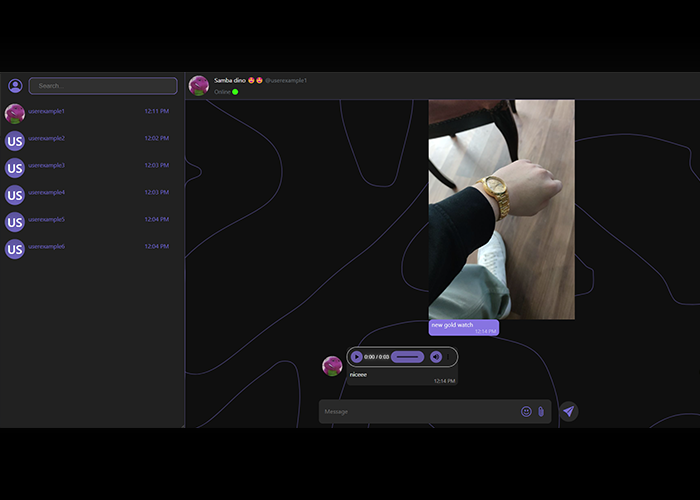 Search...
userexample1 12:11 PM
US userexample2 12:02 PM
US userexample3 12:03 PM
US userexample4 12:03 PM
US userexample5 12:04 PM
US userexample6 12:04 PM
Samba dino 😍😍 @userexample1
Online
new gold watch
12:14 PM
0:00 / 0:03
niceee
12:14 PM
Message